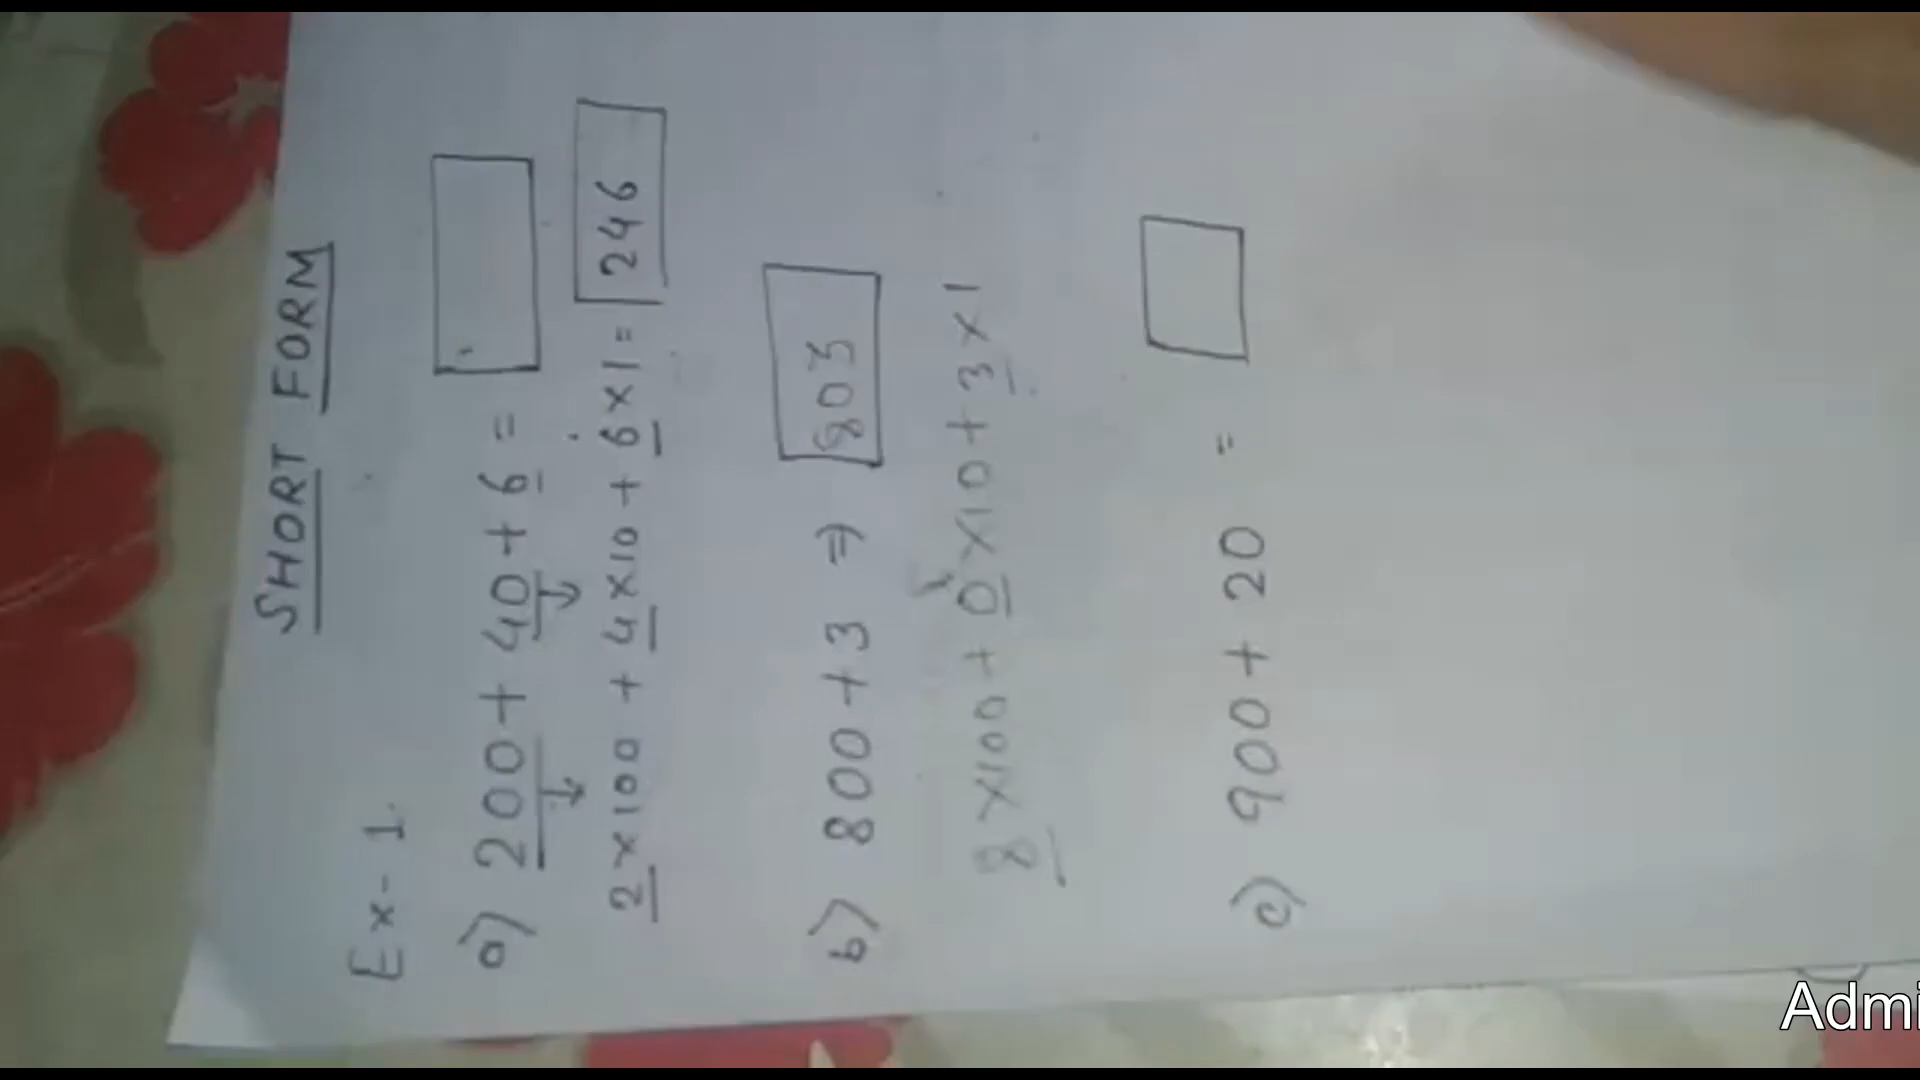 SHORT FORM
Ex- 1.
a) 200 + 40 + 6 =
2 x 100 + 4 x 10 + 6 x 1 = 246
b) 800 + 3 ⇒ 803
8 x 100 + 0 x 10 + 3 x 1
c) 900 + 20 =
Admi